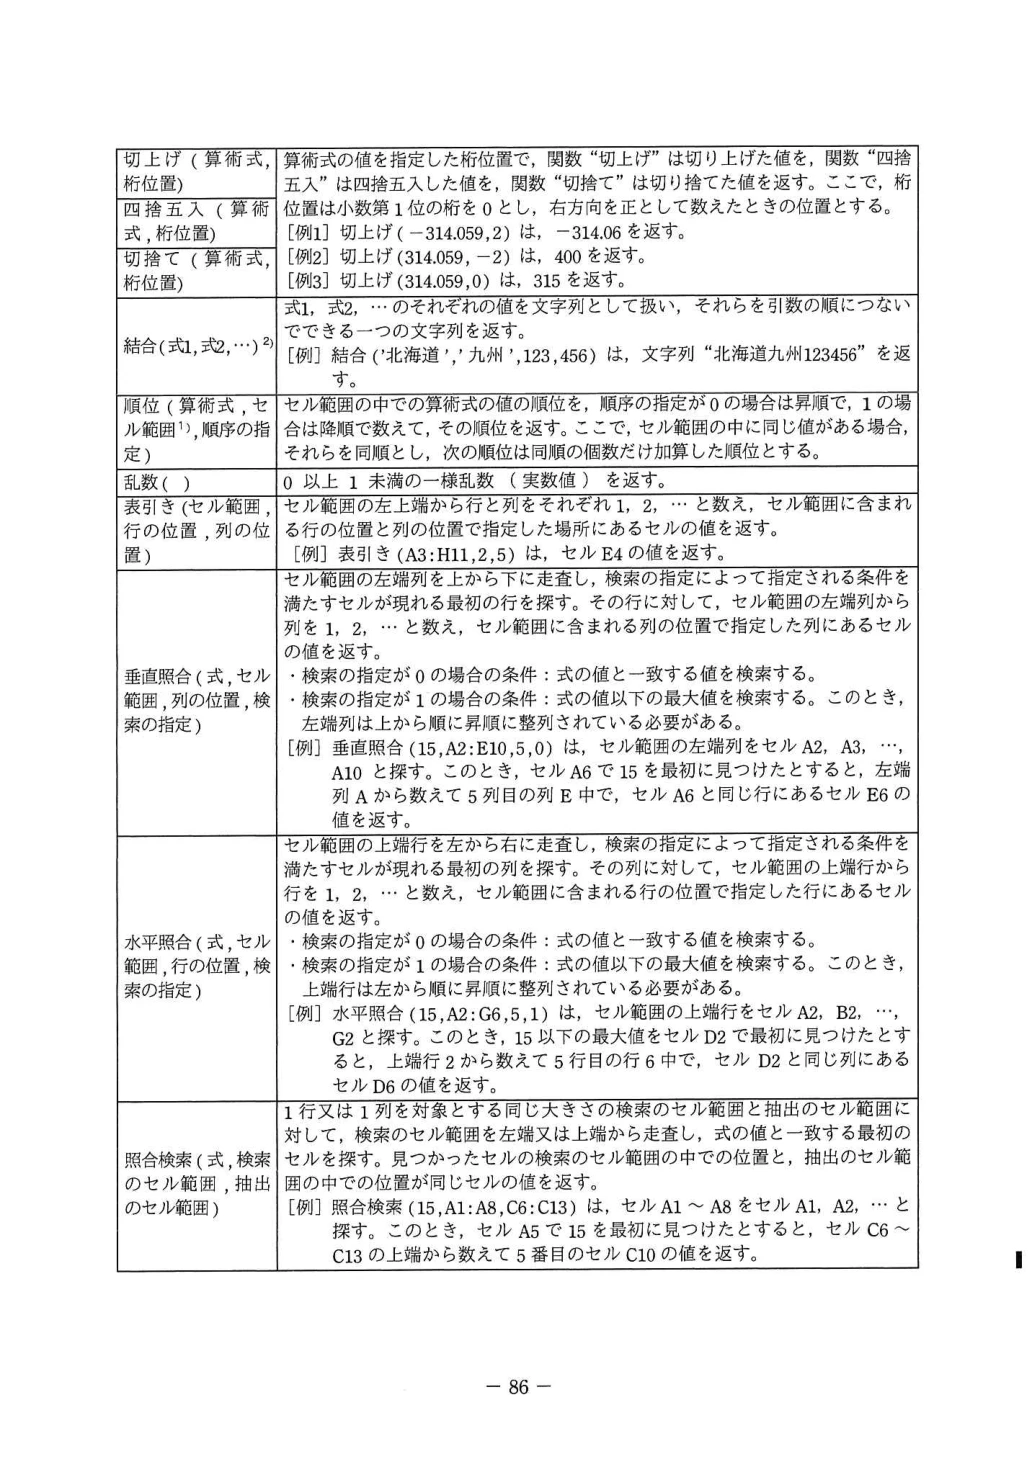 切上げ(算術式,
桁位置)
四捨五入(算術
式,桁位置)
切捨て(算術式,
桁位置)
算術式の値を指定した桁位置で，関数“切上げ”は切り上げた値を，関数“四捨
五入”は四捨五入した値を，関数“切捨て”は切り捨てた値を返す。ここで，桁
位置は小数第1位の桁を0とし，右方向を正として数えたときの位置とする。
［例1］切上げ(−314.059,2)は，−314.06を返す。
［例2］切上げ(314.059,−2)は，400を返す。
［例3］切上げ(314.059,0)は，315を返す。
結合(式1,式2,…)2)
式1，式2，…のそれぞれの値を文字列として扱い，それらを引数の順につない
でできる一つの文字列を返す。
［例］結合('北海道','九州',123,456)は，文字列“北海道九州123456”を返
す。
順位(算術式,セ
ル範囲1),順序の指
定)
セル範囲の中での算術式の値の順位を，順序の指定が0の場合は昇順で，1の場
合は降順で数えて，その順位を返す。ここで，セル範囲の中に同じ値がある場合，
それらを同順とし，次の順位は同順の個数だけ加算した順位とする。
乱数( )
0以上1未満の一様乱数（実数値）を返す。
表引き(セル範囲,
行の位置,列の位
置)
セル範囲の左上端から行と列をそれぞれ1，2，…と数え，セル範囲に含まれ
る行の位置と列の位置で指定した場所にあるセルの値を返す。
［例］表引き(A3:H11,2,5)は，セルE4の値を返す。
垂直照合(式,セル
範囲,列の位置,検
索の指定)
セル範囲の左端列を上から下に走査し，検索の指定によって指定される条件を
満たすセルが現れる最初の行を探す。その行に対して，セル範囲の左端列から
列を1，2，…と数え，セル範囲に含まれる列の位置で指定した列にあるセル
の値を返す。
・検索の指定が0の場合の条件：式の値と一致する値を検索する。
・検索の指定が1の場合の条件：式の値以下の最大値を検索する。このとき，
左端列は上から順に昇順に整列されている必要がある。
［例］垂直照合(15,A2:E10,5,0)は，セル範囲の左端列をセルA2，A3，…，
A10と探す。このとき，セルA6で15を最初に見つけたとすると，左端
列Aから数えて5列目の列E中で，セルA6と同じ行にあるセルE6の
値を返す。
水平照合(式,セル
範囲,行の位置,検
索の指定)
セル範囲の上端行を左から右に走査し，検索の指定によって指定される条件を
満たすセルが現れる最初の列を探す。その列に対して，セル範囲の上端行から
行を1，2，…と数え，セル範囲に含まれる行の位置で指定した行にあるセル
の値を返す。
・検索の指定が0の場合の条件：式の値と一致する値を検索する。
・検索の指定が1の場合の条件：式の値以下の最大値を検索する。このとき，
上端行は左から順に昇順に整列されている必要がある。
［例］水平照合(15,A2:G6,5,1)は，セル範囲の上端行をセルA2，B2，…，
G2と探す。このとき，15以下の最大値をセルD2で最初に見つけたとす
ると，上端行2から数えて5行目の行6中で，セルD2と同じ列にある
セルD6の値を返す。
照合検索(式,検索
のセル範囲,抽出
のセル範囲)
1行又は1列を対象とする同じ大きさの検索のセル範囲と抽出のセル範囲に
対して，検索のセル範囲を左端又は上端から走査し，式の値と一致する最初の
セルを探す。見つかったセルの検索のセル範囲の中での位置と，抽出のセル範
囲の中での位置が同じセルの値を返す。
［例］照合検索(15,A1:A8,C6:C13)は，セルA1～A8をセルA1，A2，…と
探す。このとき，セルA5で15を最初に見つけたとすると，セルC6～
C13の上端から数えて5番目のセルC10の値を返す。
− 86 −